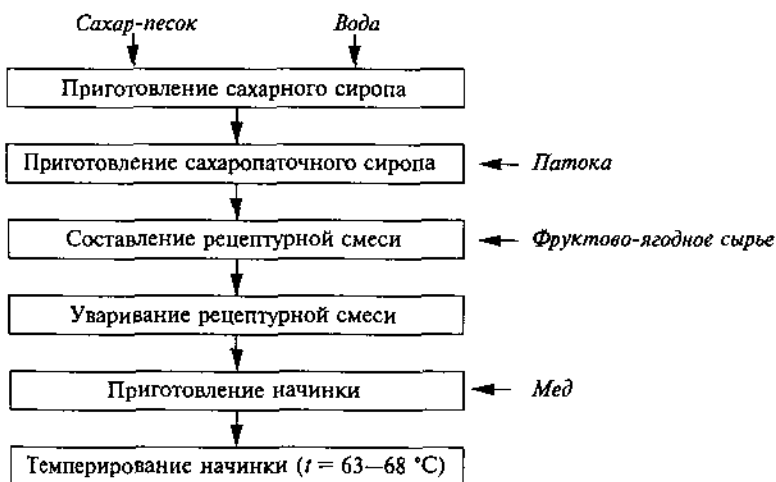 Сахар-песок Вода
Приготовление сахарного сиропа
Приготовление сахаропаточного сиропа Патока
Составление рецептурной смеси Фруктово-ягодное сырье
Уваривание рецептурной смеси
Приготовление начинки Мед
Темперирование начинки (t = 63—68 °C)